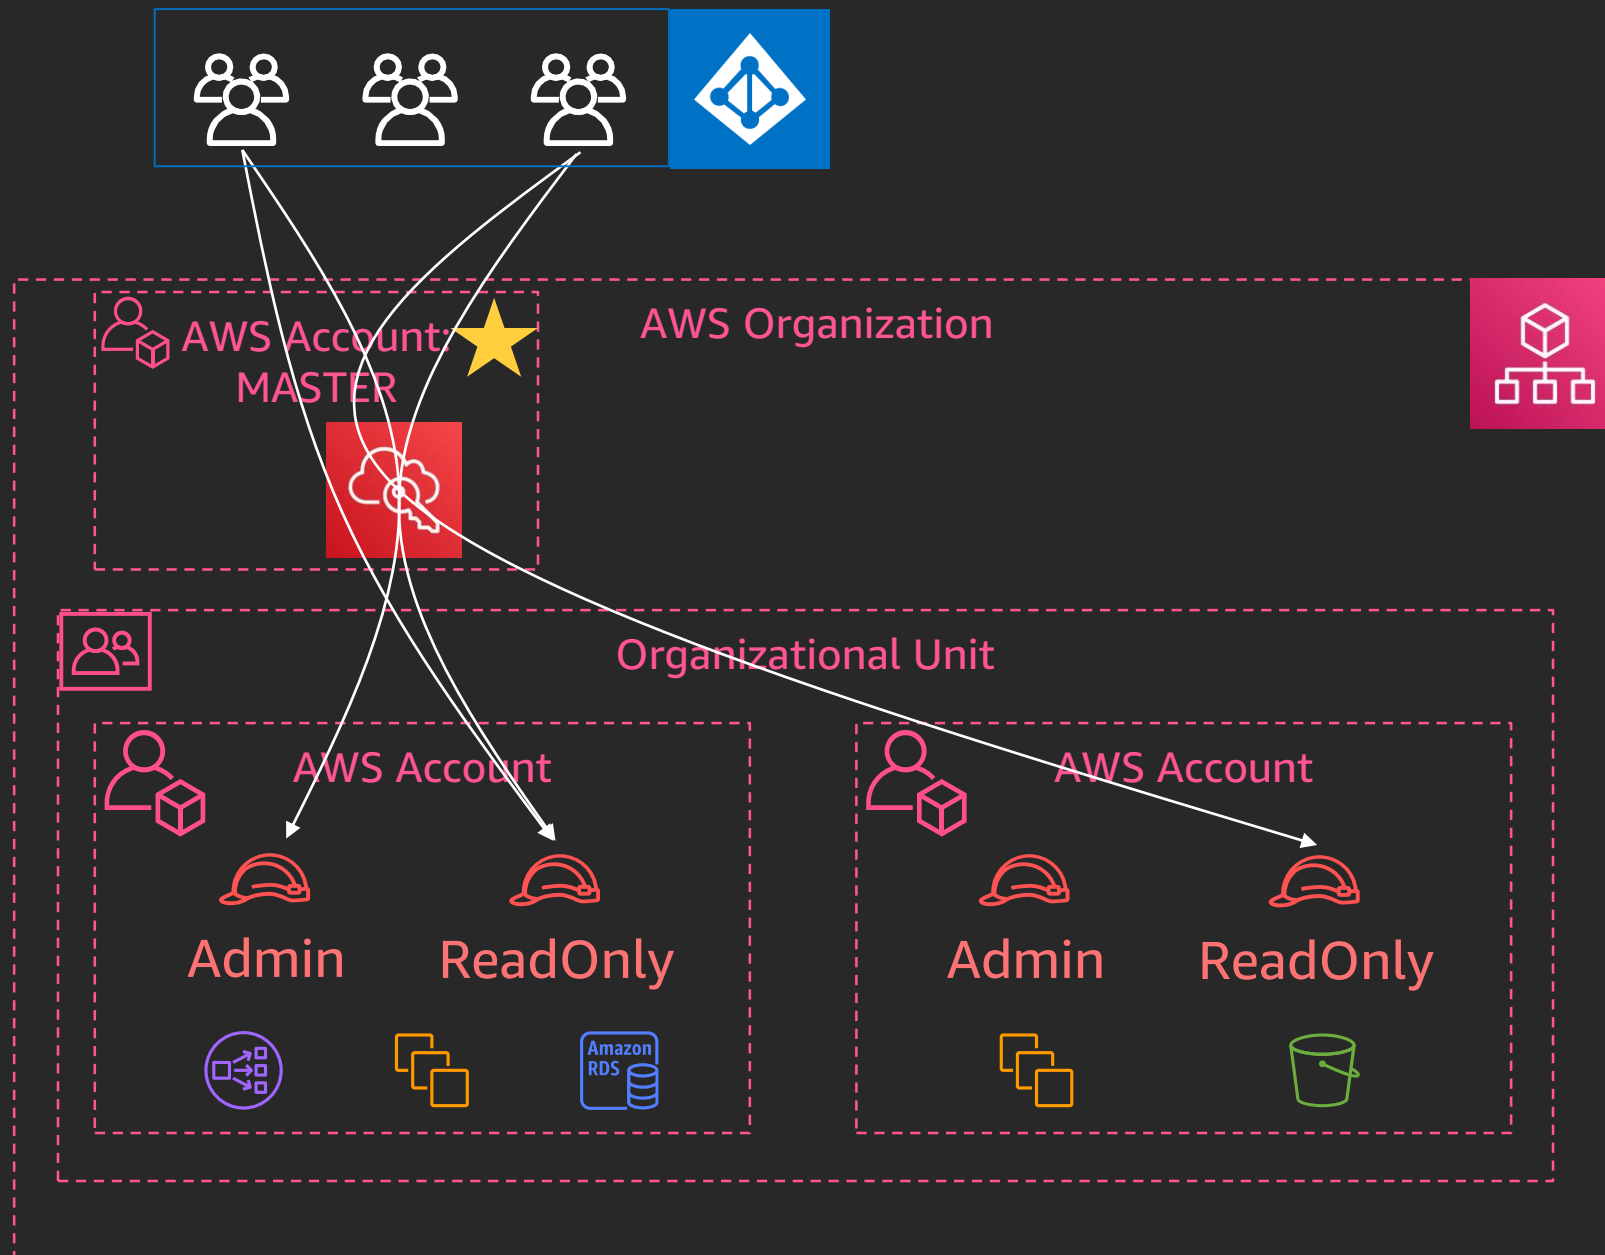 AWS Organization
AWS Account:
MASTER
Organizational Unit
AWS Account
AWS Account
Admin
ReadOnly
Admin
ReadOnly
Amazon
RDS